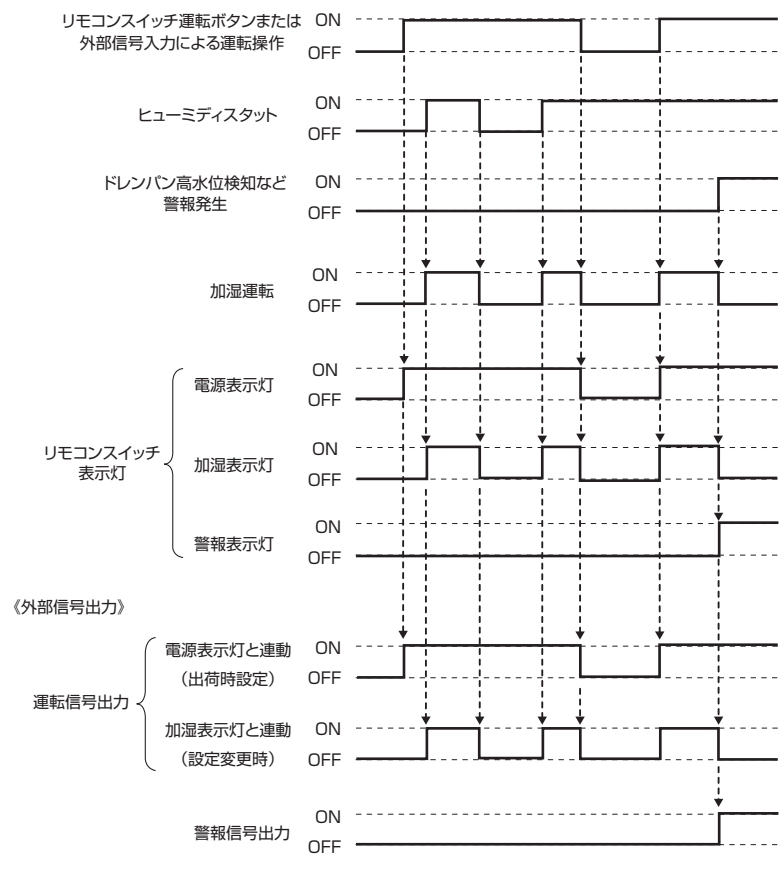 リモコンスイッチ運転ボタンまたは
外部信号入力による運転操作
ON
OFF
ヒューミディスタット
ON
OFF
ドレンパン高水位検知など
警報発生
ON
OFF
加湿運転
ON
OFF
リモコンスイッチ
表示灯
電源表示灯
ON
OFF
加湿表示灯
ON
OFF
警報表示灯
ON
OFF
《外部信号出力》
運転信号出力
電源表示灯と連動
（出荷時設定）
ON
OFF
加湿表示灯と連動
（設定変更時）
ON
OFF
警報信号出力
ON
OFF